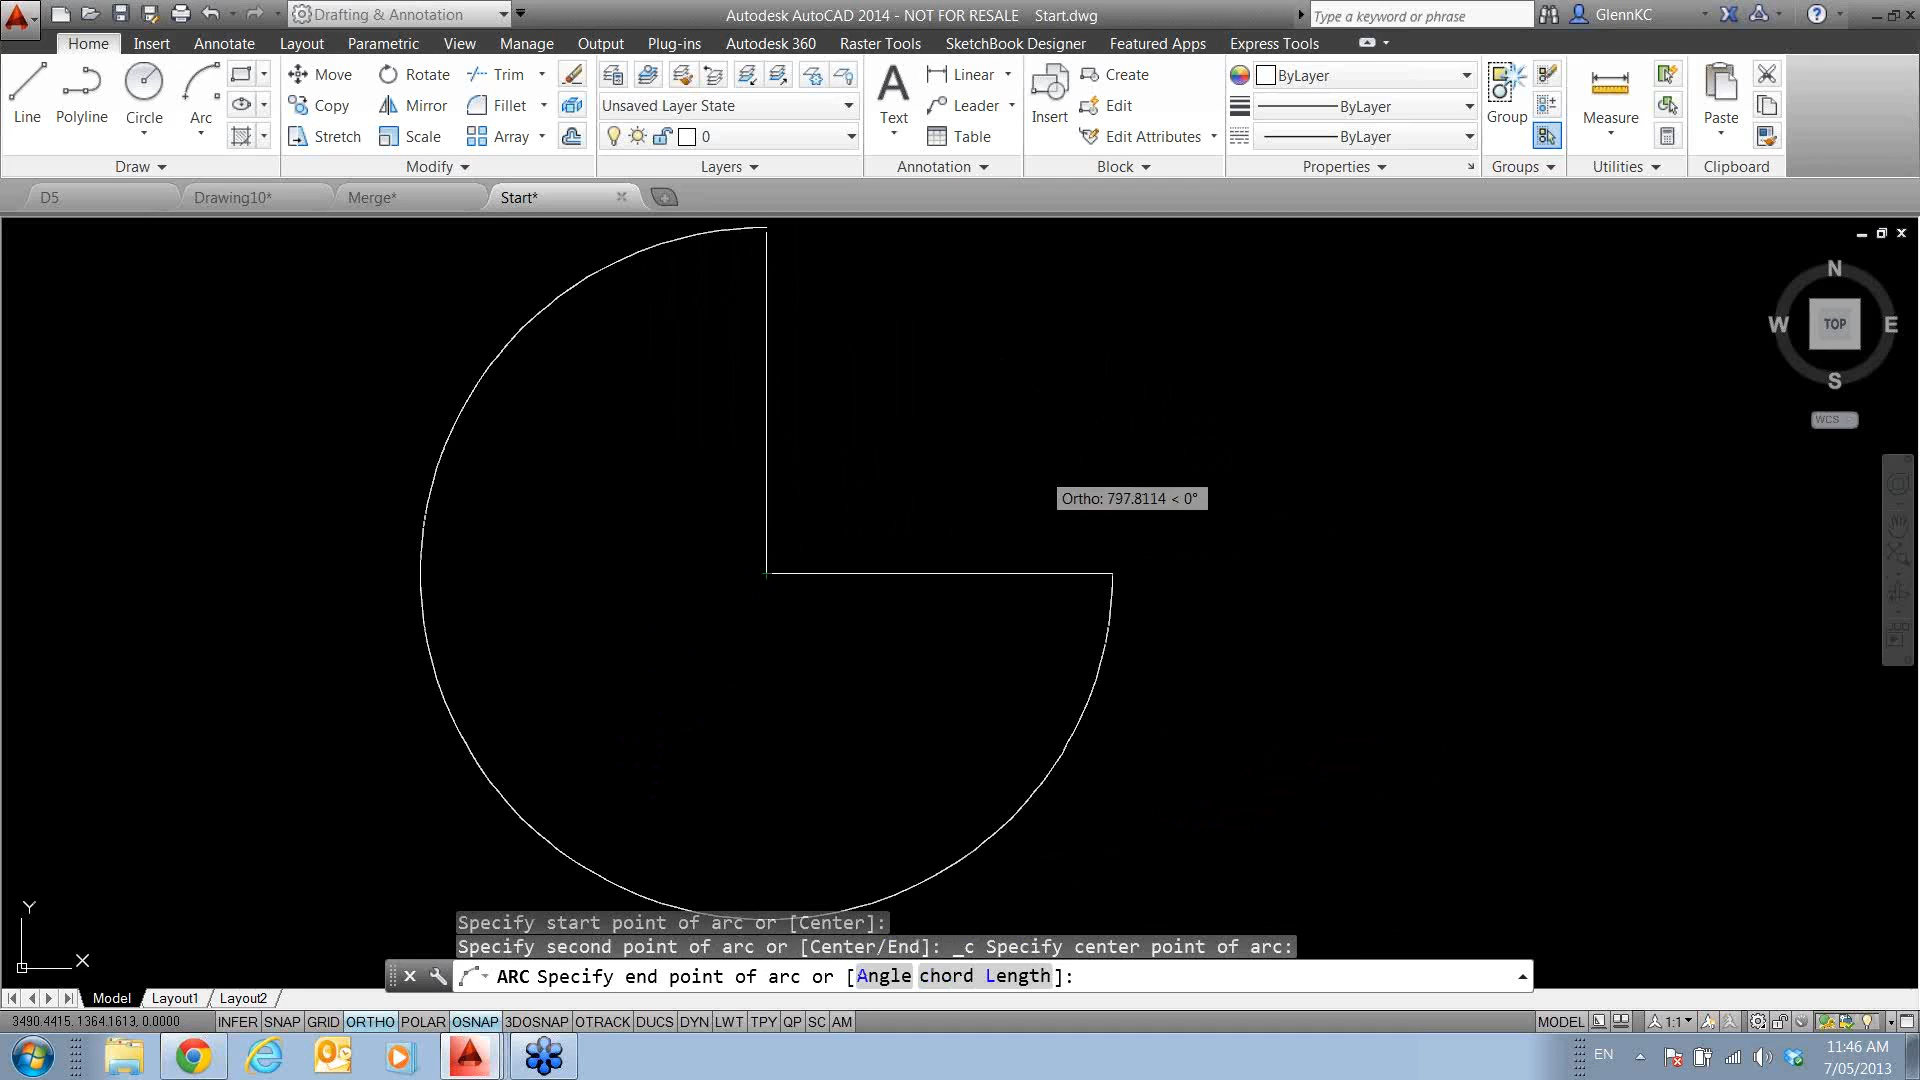 Drafting & Annotation
Autodesk AutoCAD 2014 - NOT FOR RESALE Start.dwg
Type a keyword or phrase
GlennKC
Home Insert Annotate Layout Parametric View Manage Output Plug-ins Autodesk 360 Raster Tools SketchBook Designer Featured Apps Express Tools
Move Rotate Trim
Linear Create
ByLayer
Copy Mirror Fillet
Unsaved Layer State
Leader Edit
ByLayer
Line Polyline Circle Arc
Text Insert Group Measure Paste
Stretch Scale Array
0
Table Edit Attributes
ByLayer
Draw Modify Layers Annotation Block Properties Groups Utilities Clipboard
D5 Drawing10* Merge* Start*
N
W TOP E
S
WCS
Ortho: 797.8114 < 0°
Y
X
Specify start point of arc or [Center]:
Specify second point of arc or [Center/End]: _c Specify center point of arc:
ARC Specify end point of arc or [Angle chord Length]:
Model Layout1 Layout2
3490.4415, 1364.1613, 0.0000 INFER SNAP GRID ORTHO POLAR OSNAP 3DOSNAP OTRACK DUCS DYN LWT TPY QP SC AM MODEL 1:1
EN
11:46 AM
7/05/2013